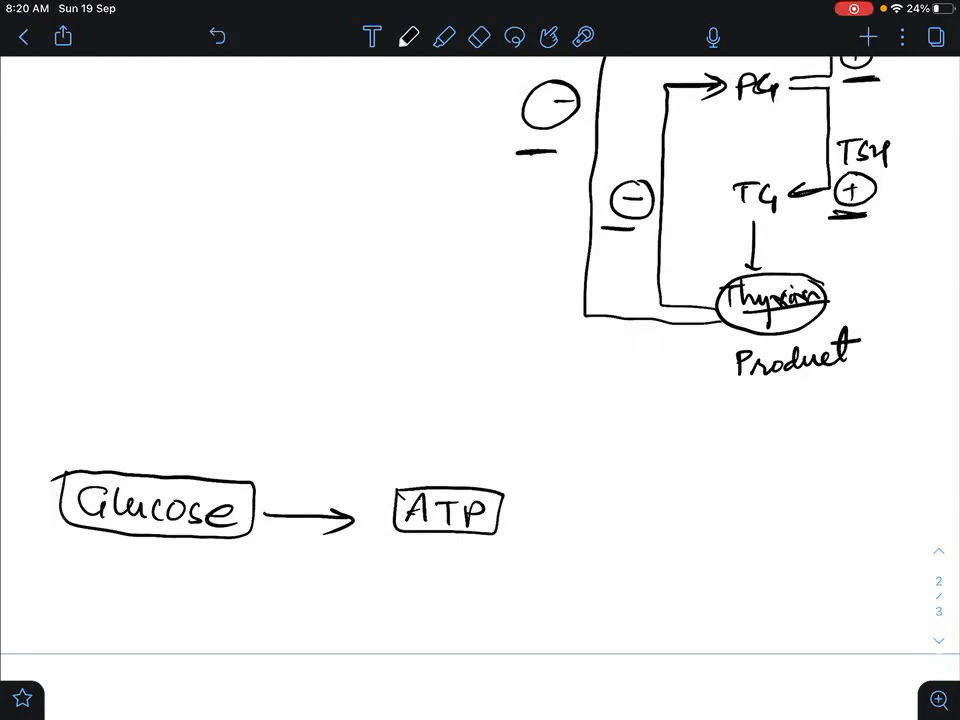 8:20 AM Sun 19 Sep
24%
T
+
PG
-
TSH
-
TG
+
Thyroxin
Product
Glucose → ATP
2
/
3